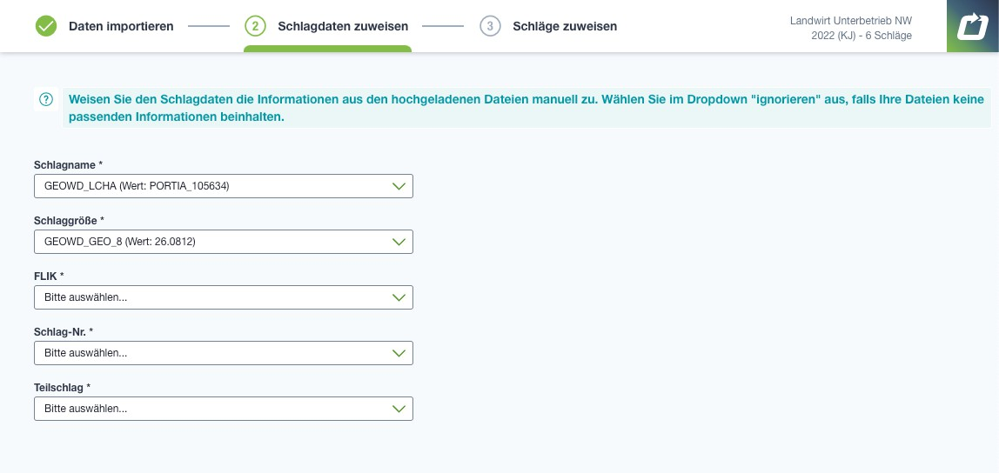 Daten importieren
2 Schlagdaten zuweisen
3 Schläge zuweisen
Landwirt Unterbetrieb NW
2022 (KJ) - 6 Schläge
? Weisen Sie den Schlagdaten die Informationen aus den hochgeladenen Dateien manuell zu. Wählen Sie im Dropdown "ignorieren" aus, falls Ihre Dateien keine
passenden Informationen beinhalten.
Schlagname *
GEOWD_LCHA (Wert: PORTIA_105634)
Schlaggröße *
GEOWD_GEO_8 (Wert: 26.0812)
FLIK *
Bitte auswählen...
Schlag-Nr. *
Bitte auswählen...
Teilschlag *
Bitte auswählen...